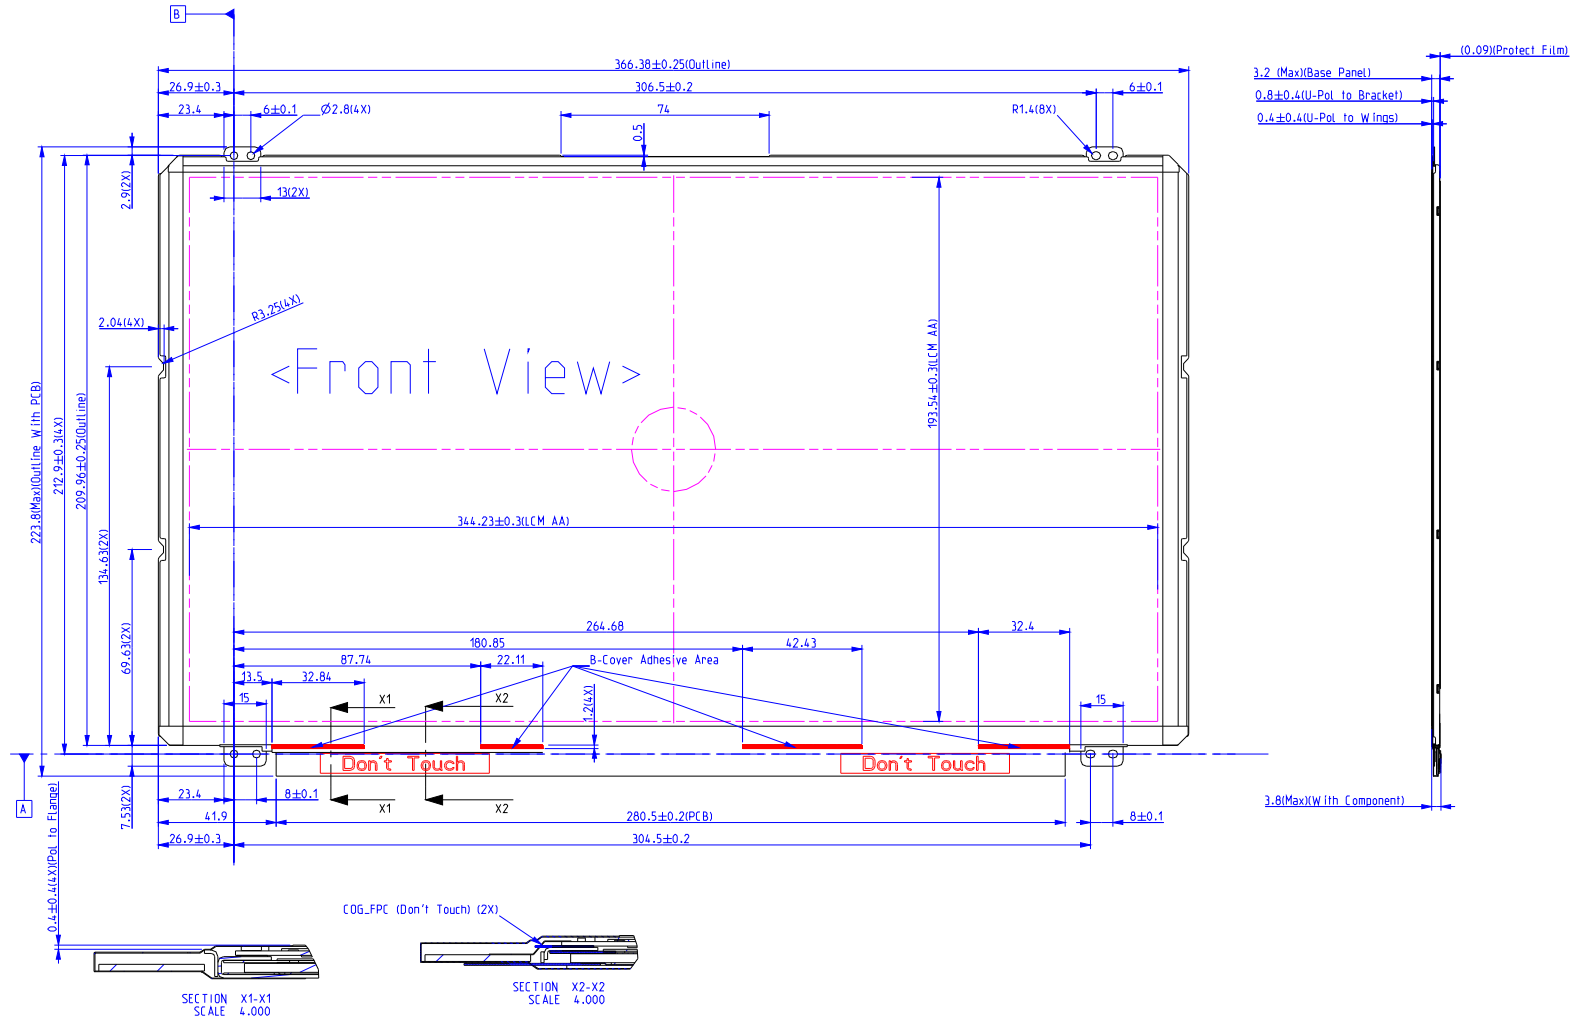 B
(0.09)(Protect Film)
366.38±0.25(Outline)
3.2 (Max)(Base Panel)
26.9±0.3
306.5±0.2
6±0.1
0.8±0.4(U-Pol to Bracket)
23.4
6±0.1
Ø2.8(4X)
74
R1.4(8X)
0.4±0.4(U-Pol to Wings)
0.5
2.9(2X)
13(2X)
R3.25(4X)
2.04(4X)
<Front View>
193.54±0.3(LCM AA)
223.8(Max)(Outline With PCB)
212.9±0.3(4X)
209.96±0.25(Outline)
134.63(2X)
69.63(2X)
344.23±0.3(LCM AA)
264.68
32.4
180.85
42.43
87.74
22.11
B-Cover Adhesive Area
13.5
32.84
15
X1
X2
1.2(4X)
15
Don't Touch
Don't Touch
A
7.53(2X)
23.4
8±0.1
X1
X2
3.8(Max)(With Component)
41.9
280.5±0.2(PCB)
8±0.1
26.9±0.3
304.5±0.2
0.4±0.4(4X)(Pol to Flange)
COG_FPC (Don't Touch) (2X)
SECTION X1-X1
SCALE 4.000
SECTION X2-X2
SCALE 4.000